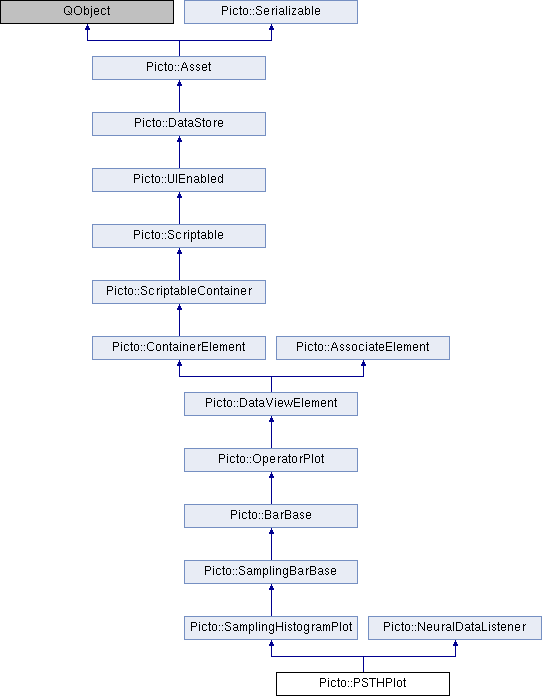 QObject
Picto::Serializable
Picto::Asset
Picto::DataStore
Picto::UIEnabled
Picto::Scriptable
Picto::ScriptableContainer
Picto::ContainerElement
Picto::AssociateElement
Picto::DataViewElement
Picto::OperatorPlot
Picto::BarBase
Picto::SamplingBarBase
Picto::SamplingHistogramPlot
Picto::NeuralDataListener
Picto::PSTHPlot